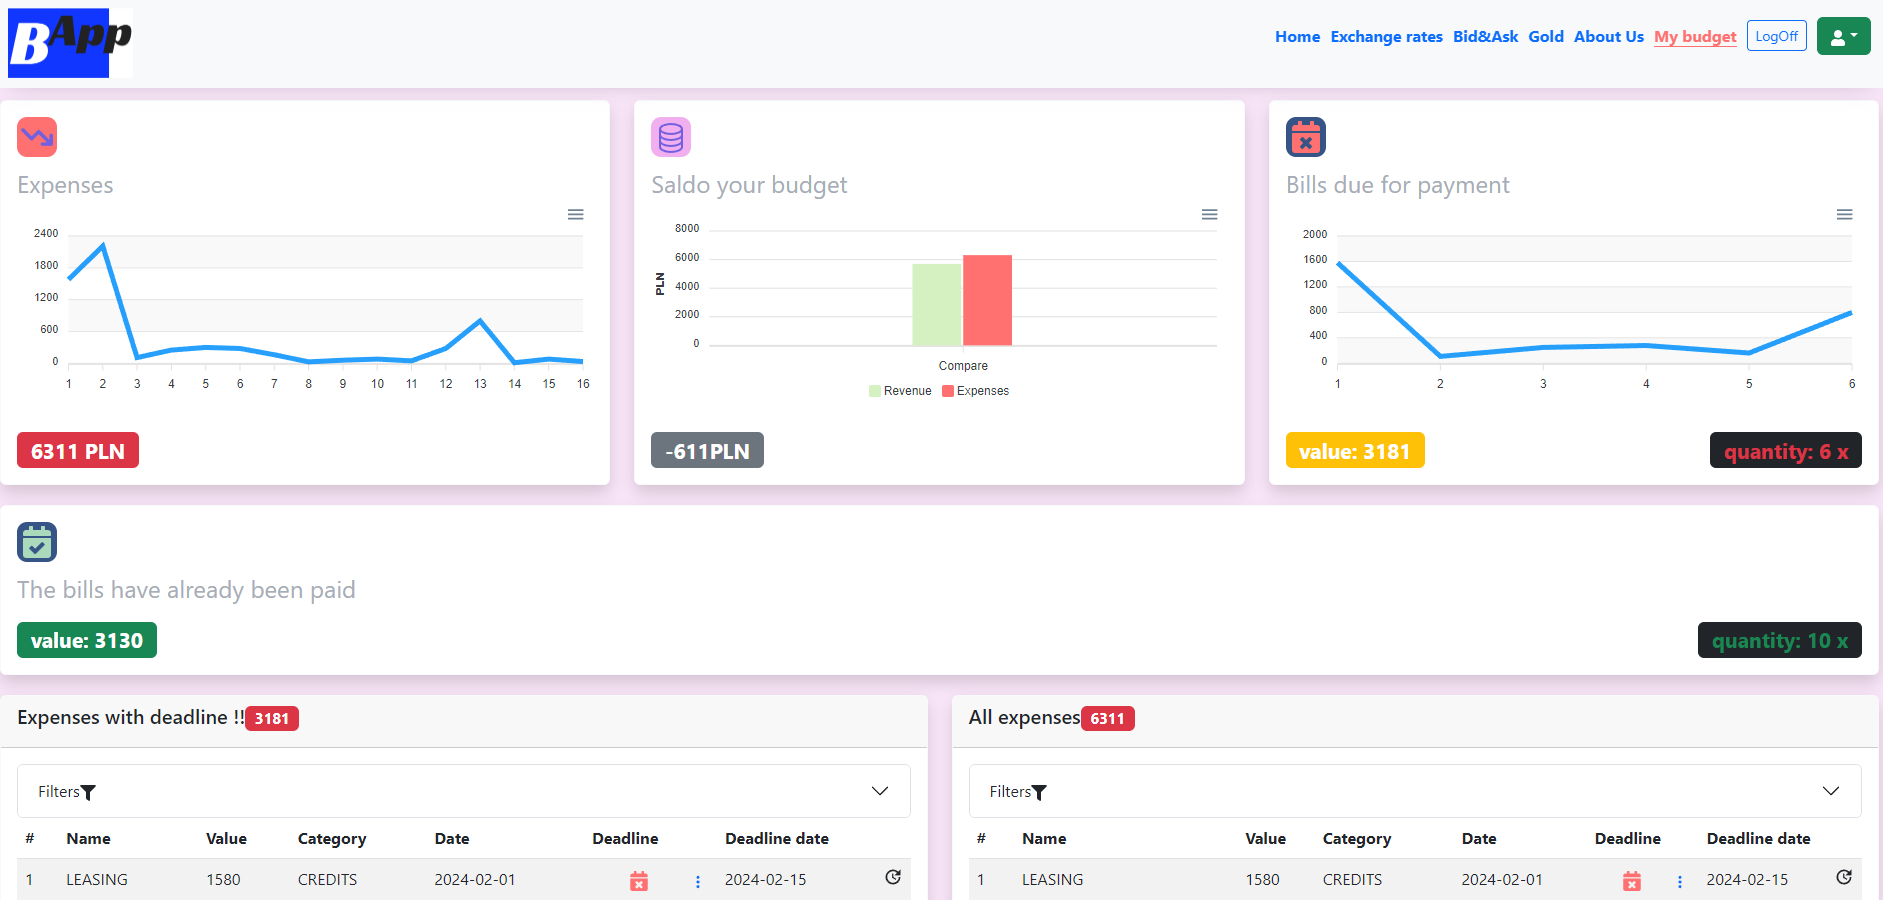 BApp
Home Exchange rates Bid&Ask Gold About Us My budget LogOff
Expenses
2400
1800
1200
600
0
1 2 3 4 5 6 7 8 9 10 11 12 13 14 15 16
6311 PLN
Saldo your budget
8000
6000
4000
2000
0
PLN
Compare
Revenue Expenses
-611PLN
Bills due for payment
2000
1600
1200
800
400
0
1 2 3 4 5 6
value: 3181 quantity: 6 x
The bills have already been paid
value: 3130 quantity: 10 x
Expenses with deadline !! 3181
Filters
# Name Value Category Date Deadline Deadline date
1 LEASING 1580 CREDITS 2024-02-01 2024-02-15
All expenses 6311
Filters
# Name Value Category Date Deadline Deadline date
1 LEASING 1580 CREDITS 2024-02-01 2024-02-15